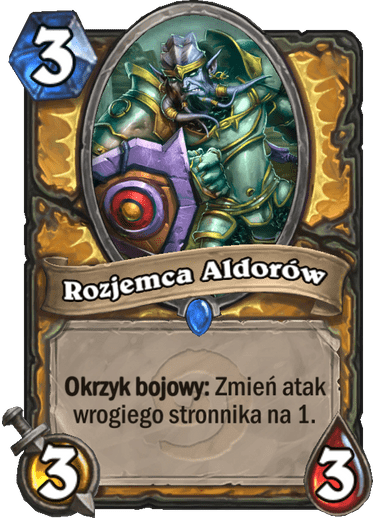 3
Rozjemca Aldorów
Okrzyk bojowy: Zmień atak
wrogiego stronnika na 1.
3
3